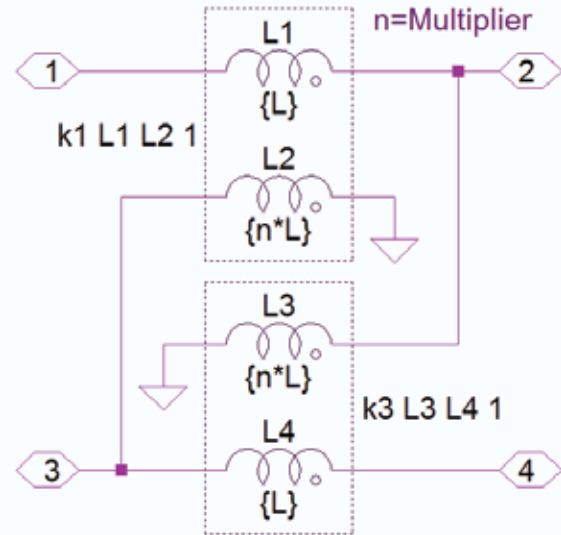 n=Multiplier
L1
1
2
{L}
k1 L1 L2 1
L2
{n*L}
L3
{n*L}
k3 L3 L4 1
L4
3
4
{L}